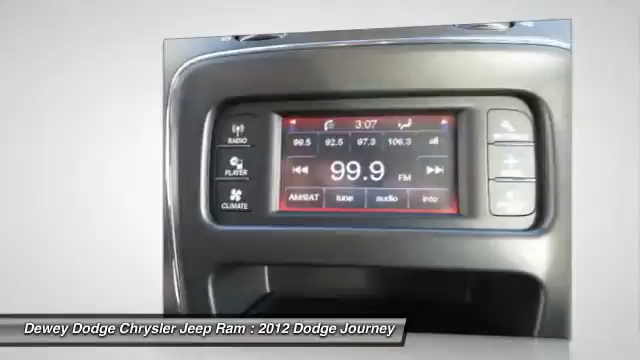 3:07
RADIO 99.5 92.5 97.3 106.3
PLAYER 99.9 FM
CLIMATE AM/SAT tune audio info
Dewey Dodge Chrysler Jeep Ram : 2012 Dodge Journey